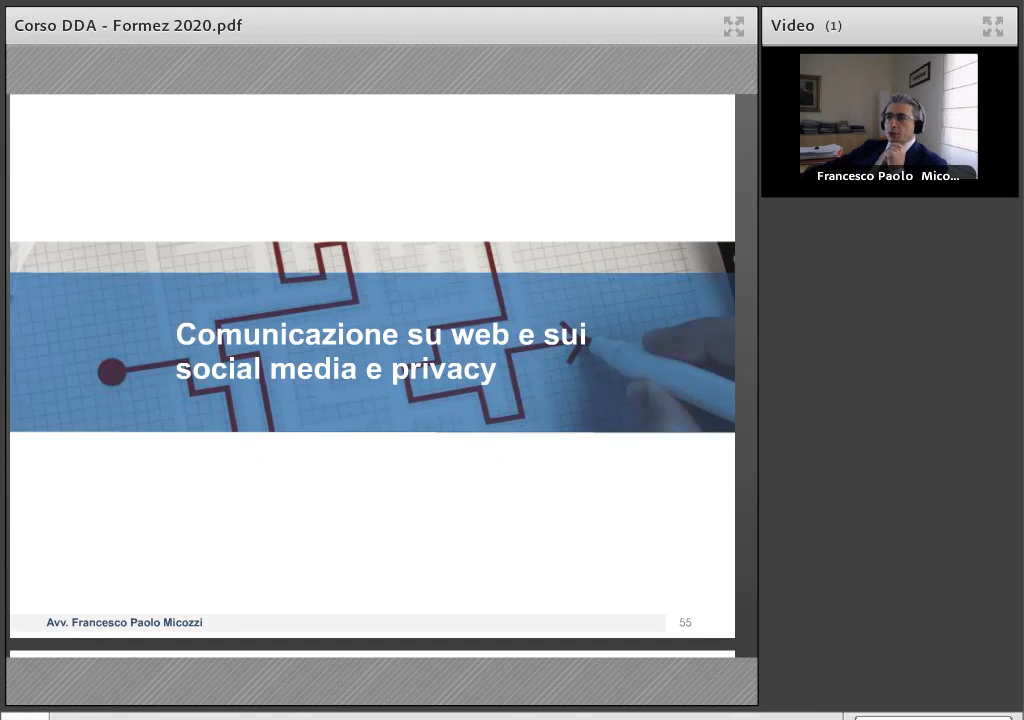 Corso DDA - Formez 2020.pdf
Video (1)
Francesco Paolo Mico...
Comunicazione su web e sui
social media e privacy
Avv. Francesco Paolo Micozzi
55